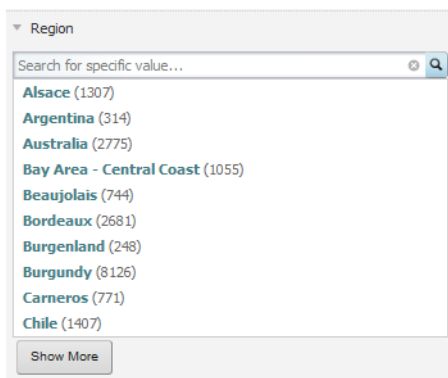 Region
Search for specific value...
Alsace (1307)
Argentina (314)
Australia (2775)
Bay Area - Central Coast (1055)
Beaujolais (744)
Bordeaux (2681)
Burgenland (248)
Burgundy (8126)
Carneros (771)
Chile (1407)
Show More